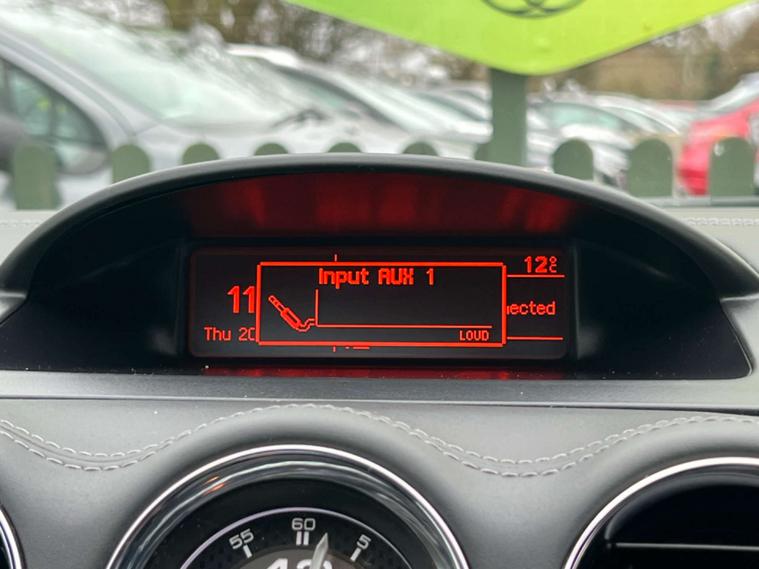 Input AUX 1
12°C
11
ected
Thu 20
LOUD
55 60 5